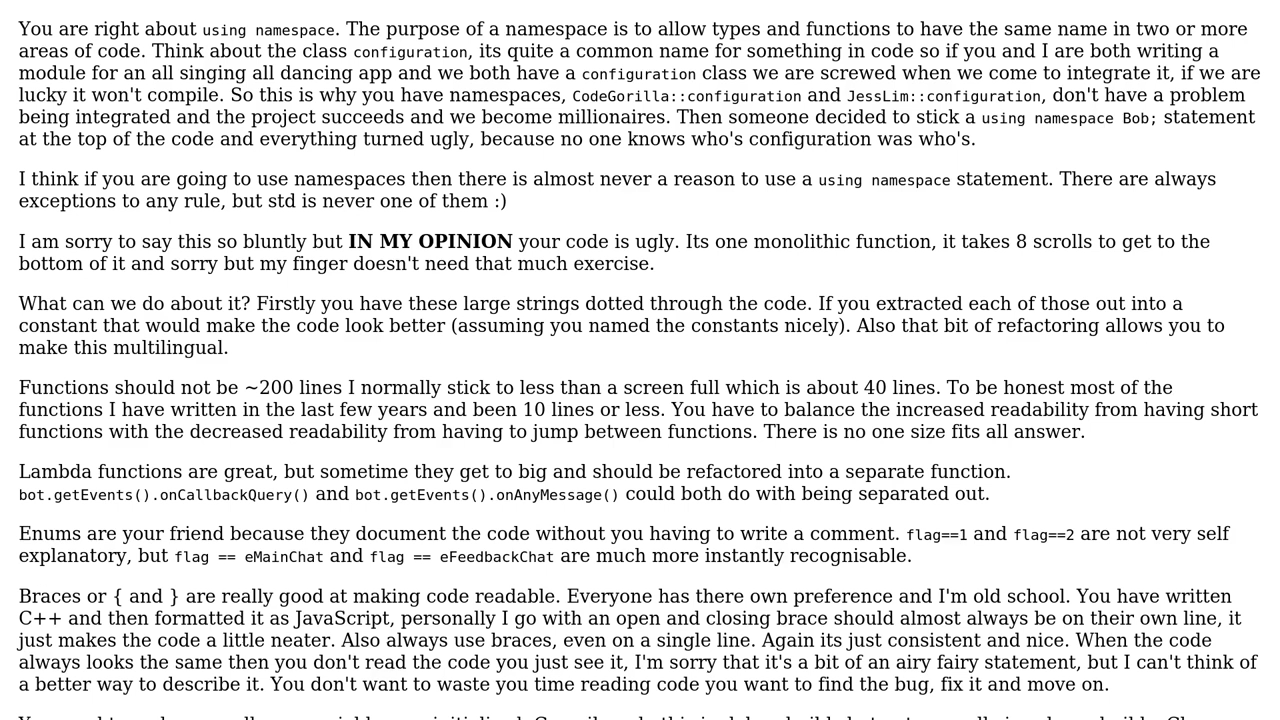 You are right about using namespace. The purpose of a namespace is to allow types and functions to have the same name in two or more
areas of code. Think about the class configuration, its quite a common name for something in code so if you and I are both writing a
module for an all singing all dancing app and we both have a configuration class we are screwed when we come to integrate it, if we are
lucky it won't compile. So this is why you have namespaces, CodeGorilla::configuration and JessLim::configuration, don't have a problem
being integrated and the project succeeds and we become millionaires. Then someone decided to stick a using namespace Bob; statement
at the top of the code and everything turned ugly, because no one knows who's configuration was who's.
I think if you are going to use namespaces then there is almost never a reason to use a using namespace statement. There are always
exceptions to any rule, but std is never one of them :)
I am sorry to say this so bluntly but IN MY OPINION your code is ugly. Its one monolithic function, it takes 8 scrolls to get to the
bottom of it and sorry but my finger doesn't need that much exercise.
What can we do about it? Firstly you have these large strings dotted through the code. If you extracted each of those out into a
constant that would make the code look better (assuming you named the constants nicely). Also that bit of refactoring allows you to
make this multilingual.
Functions should not be ~200 lines I normally stick to less than a screen full which is about 40 lines. To be honest most of the
functions I have written in the last few years and been 10 lines or less. You have to balance the increased readability from having short
functions with the decreased readability from having to jump between functions. There is no one size fits all answer.
Lambda functions are great, but sometime they get to big and should be refactored into a separate function.
bot.getEvents().onCallbackQuery() and bot.getEvents().onAnyMessage() could both do with being separated out.
Enums are your friend because they document the code without you having to write a comment. flag==1 and flag==2 are not very self
explanatory, but flag == eMainChat and flag == eFeedbackChat are much more instantly recognisable.
Braces or { and } are really good at making code readable. Everyone has there own preference and I'm old school. You have written
C++ and then formatted it as JavaScript, personally I go with an open and closing brace should almost always be on their own line, it
just makes the code a little neater. Also always use braces, even on a single line. Again its just consistent and nice. When the code
always looks the same then you don't read the code you just see it, I'm sorry that it's a bit of an airy fairy statement, but I can't think of
a better way to describe it. You don't want to waste you time reading code you want to find the bug, fix it and move on.